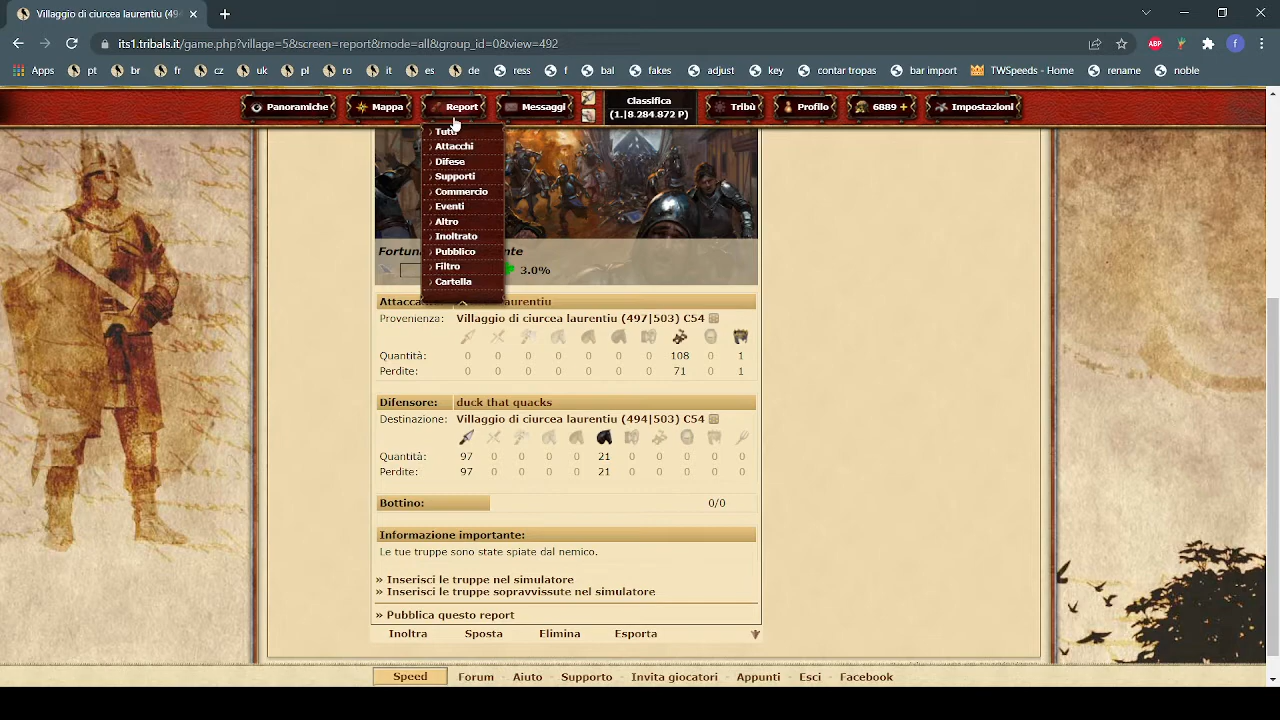 Villaggio di ciurcea laurentiu (49
its1.tribals.it/game.php?village=5&screen=report&mode=all&group_id=0&view=492
ABP
f
Apps pt br fr cz uk pl ro it es de ress f bal fakes adjust key contar tropas bar import TWSpeeds - Home rename noble
Panoramiche Mappa Report Messaggi Classifica (1.|8.284.872 P) Tribù Profilo 6889 + Impostazioni
Tutti
Attacchi
Difese
Supporti
Commercio
Eventi
Altro
Inoltrato
Pubblico
Filtro
Cartella
3.0%
laurentiu
Provenienza: Villaggio di ciurcea laurentiu (497|503) C54
Quantità: 0 0 0 0 0 0 0 108 0 1
Perdite: 0 0 0 0 0 0 0 71 0 1
Difensore: duck that quacks
Destinazione: Villaggio di ciurcea laurentiu (494|503) C54
Quantità: 97 0 0 0 0 21 0 0 0 0 0
Perdite: 97 0 0 0 0 21 0 0 0 0 0
Bottino: 0/0
Informazione importante:
Le tue truppe sono state spiate dal nemico.
» Inserisci le truppe nel simulatore
» Inserisci le truppe sopravvissute nel simulatore
» Pubblica questo report
Inoltra Sposta Elimina Esporta
Speed Forum - Aiuto - Supporto - Invita giocatori - Appunti - Esci - Facebook